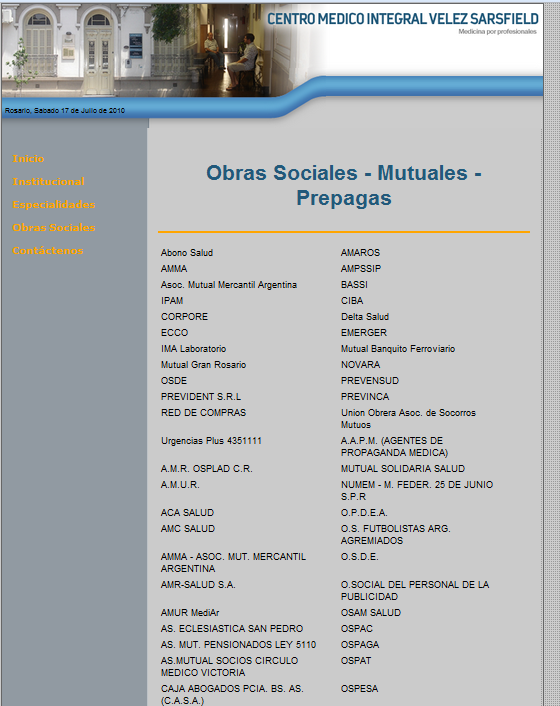 CENTRO MEDICO INTEGRAL VELEZ SARSFIELD
Medicina por profesionales
Rosario, Sabado 17 de Julio de 2010
Inicio
Institucional
Especialidades
Obras Sociales
Contáctenos
Obras Sociales - Mutuales -
Prepagas
Abono Salud
AMAROS
AMMA
AMPSSIP
Asoc. Mutual Mercantil Argentina
BASSI
IPAM
CIBA
CORPORE
Delta Salud
ECCO
EMERGER
IMA Laboratorio
Mutual Banquito Ferroviario
Mutual Gran Rosario
NOVARA
OSDE
PREVENSUD
PREVIDENT S.R.L
PREVINCA
RED DE COMPRAS
Union Obrera Asoc. de Socorros
Mutuos
Urgencias Plus 4351111
A.A.P.M. (AGENTES DE
PROPAGANDA MEDICA)
A.M.R. OSPLAD C.R.
MUTUAL SOLIDARIA SALUD
A.M.U.R.
NUMEM - M. FEDER. 25 DE JUNIO
S.P.R
ACA SALUD
O.P.D.E.A.
AMC SALUD
O.S. FUTBOLISTAS ARG.
AGREMIADOS
AMMA - ASOC. MUT. MERCANTIL
ARGENTINA
O.S.D.E.
AMR-SALUD S.A.
O.SOCIAL DEL PERSONAL DE LA
PUBLICIDAD
AMUR MediAr
OSAM SALUD
AS. ECLESIASTICA SAN PEDRO
OSPAC
AS. MUT. PENSIONADOS LEY 5110
OSPAGA
AS.MUTUAL SOCIOS CIRCULO
MEDICO VICTORIA
OSPAT
CAJA ABOGADOS PCIA. BS. AS.
(C.A.S.A.)
OSPESA